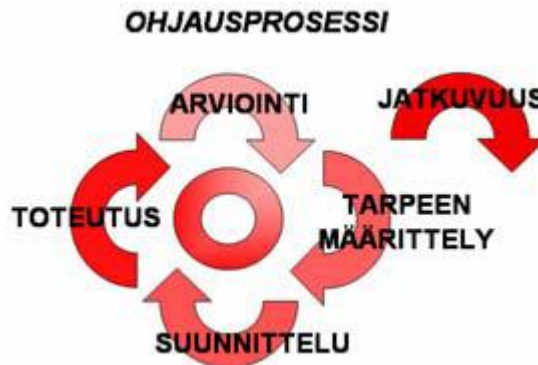 OHJAUSPROSESSI
ARVIOINTI
JATKUVUUS
TOTEUTUS
TARPEEN
MÄÄRITTELY
SUUNNITTELU